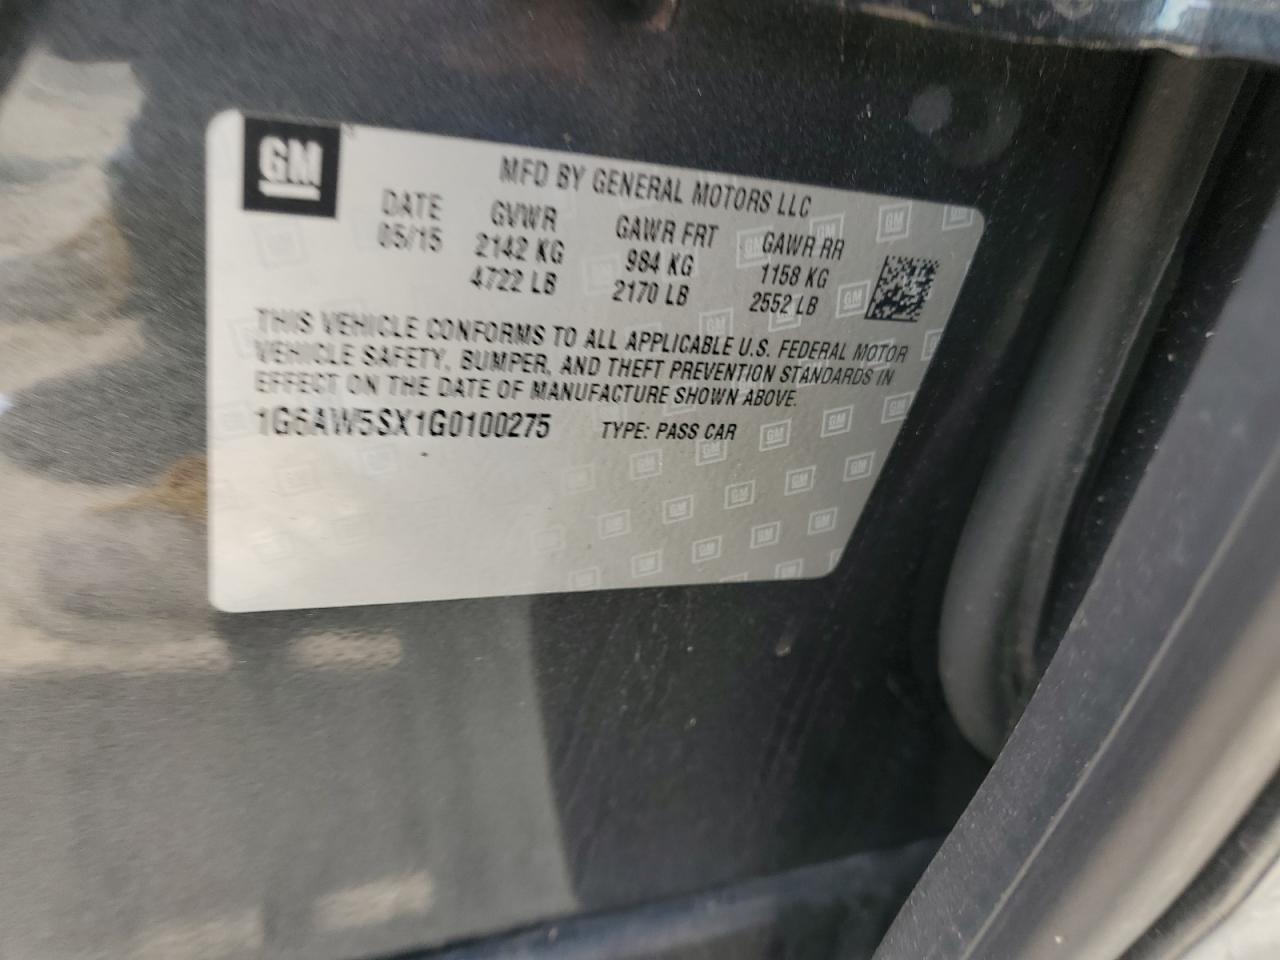 GM
MFD BY GENERAL MOTORS LLC
DATE GVWR GAWR FRT GAWR RR
05/15 2142 KG 984 KG 1158 KG
4722 LB 2170 LB 2552 LB
THIS VEHICLE CONFORMS TO ALL APPLICABLE U.S. FEDERAL MOTOR
VEHICLE SAFETY, BUMPER, AND THEFT PREVENTION STANDARDS IN
EFFECT ON THE DATE OF MANUFACTURE SHOWN ABOVE.
1G6AW5SX1G0100275 TYPE: PASS CAR